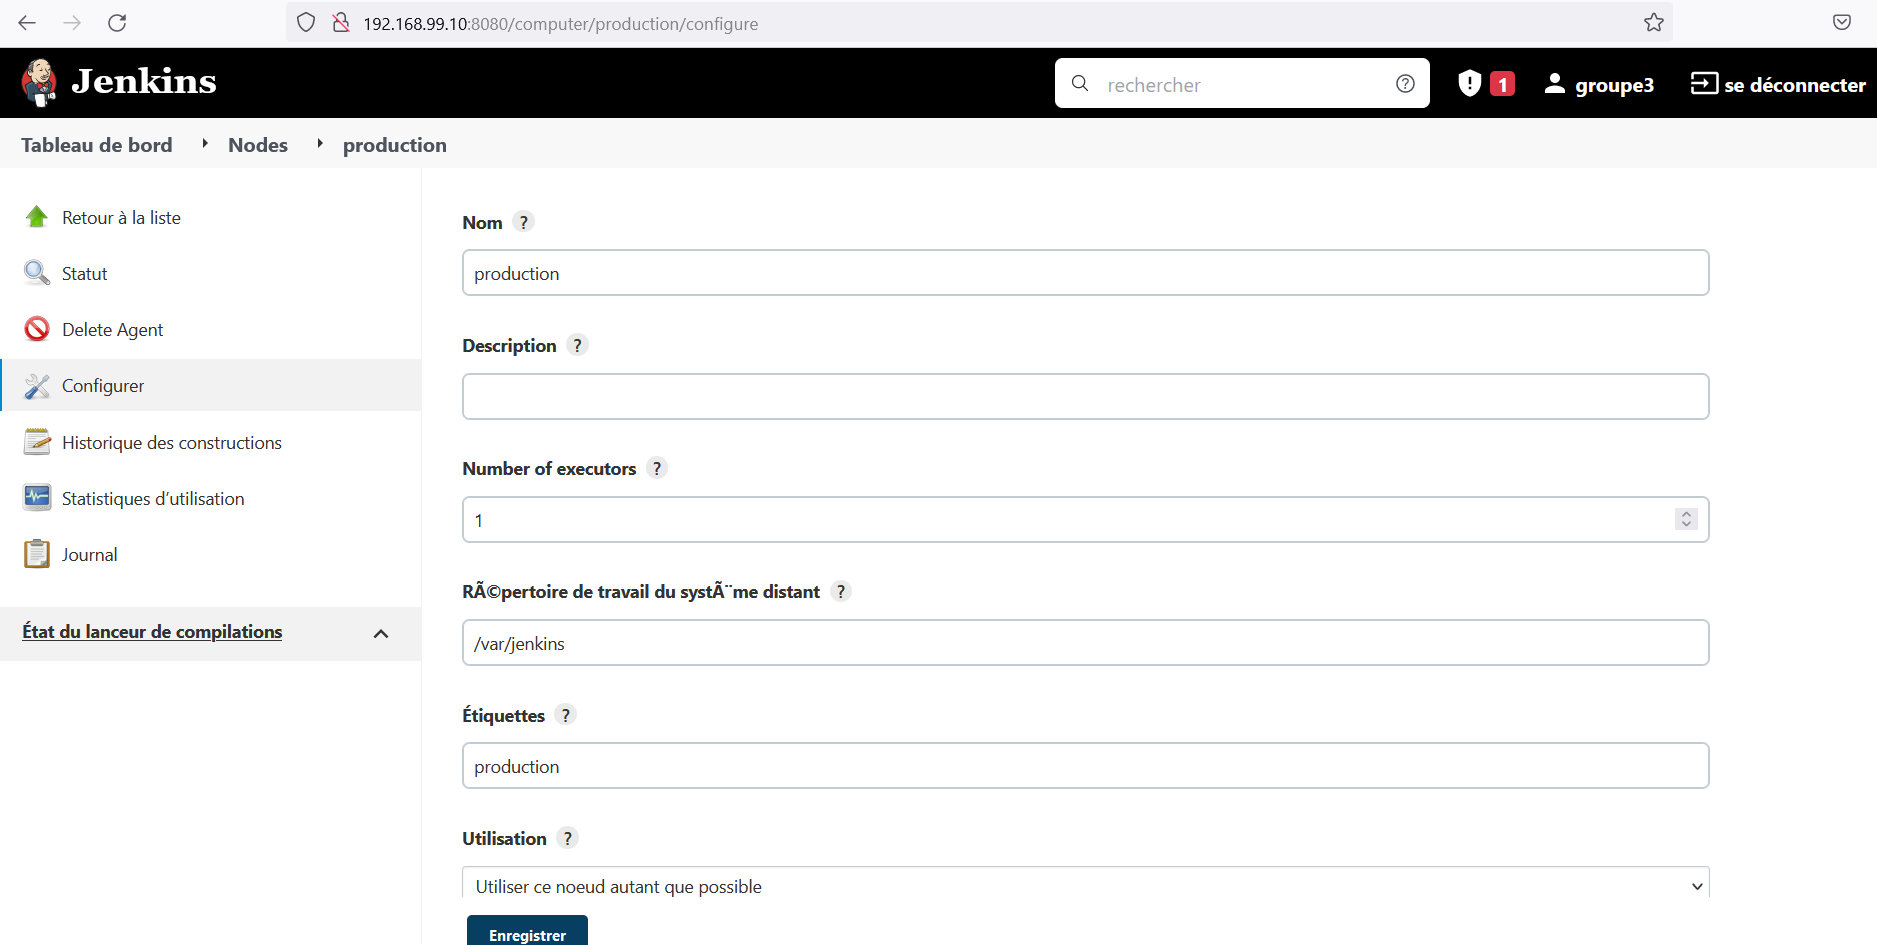 192.168.99.10:8080/computer/production/configure
Jenkins
rechercher
1
groupe3
se déconnecter
Tableau de bord
Nodes
production
Retour à la liste
Statut
Delete Agent
Configurer
Historique des constructions
Statistiques d’utilisation
Journal
État du lanceur de compilations
Nom ?
production
Description ?
Number of executors ?
1
RÃ©pertoire de travail du systÃ¨me distant ?
/var/jenkins
Étiquettes ?
production
Utilisation ?
Utiliser ce noeud autant que possible
Enregistrer